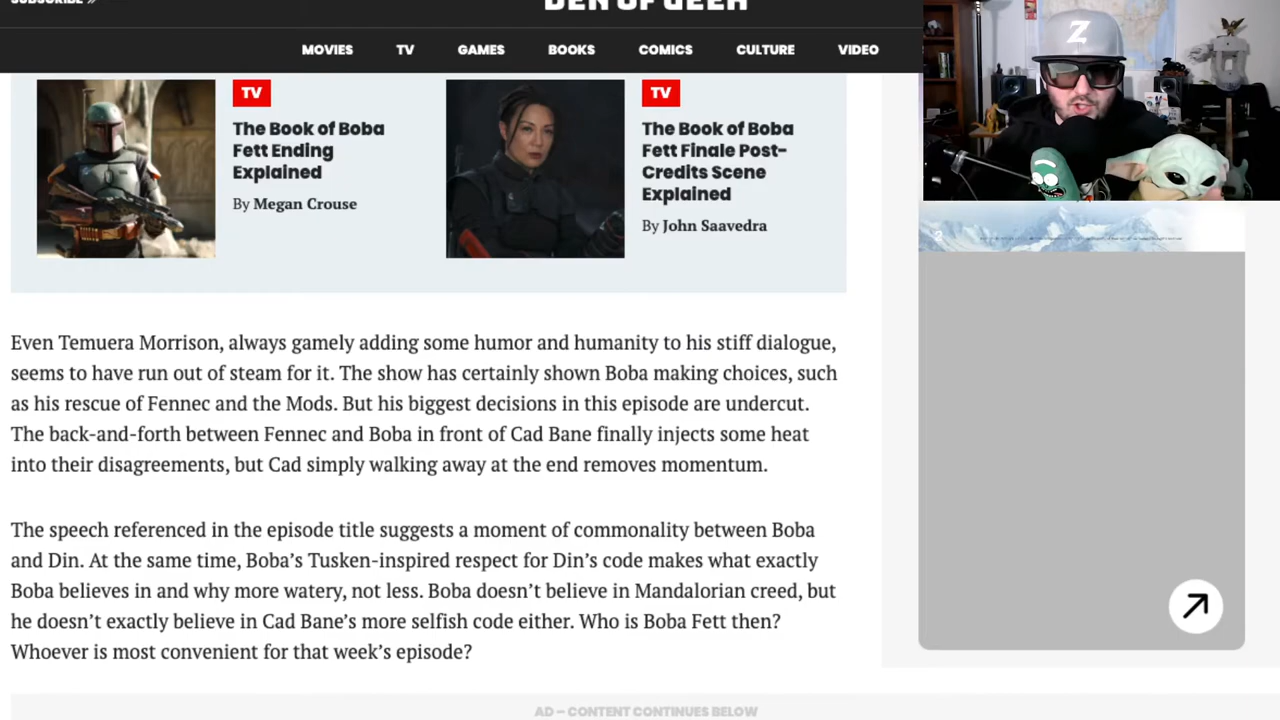 SUBSCRIBE
DEN OF GEEK
MOVIES TV GAMES BOOKS COMICS CULTURE VIDEO
TV
The Book of Boba
Fett Ending
Explained
By Megan Crouse
TV
The Book of Boba
Fett Finale Post-
Credits Scene
Explained
By John Saavedra
Z
Even Temuera Morrison, always gamely adding some humor and humanity to his stiff dialogue,
seems to have run out of steam for it. The show has certainly shown Boba making choices, such
as his rescue of Fennec and the Mods. But his biggest decisions in this episode are undercut.
The back-and-forth between Fennec and Boba in front of Cad Bane finally injects some heat
into their disagreements, but Cad simply walking away at the end removes momentum.
The speech referenced in the episode title suggests a moment of commonality between Boba
and Din. At the same time, Boba’s Tusken-inspired respect for Din’s code makes what exactly
Boba believes in and why more watery, not less. Boba doesn’t believe in Mandalorian creed, but
he doesn’t exactly believe in Cad Bane’s more selfish code either. Who is Boba Fett then?
Whoever is most convenient for that week’s episode?
AD – CONTENT CONTINUES BELOW